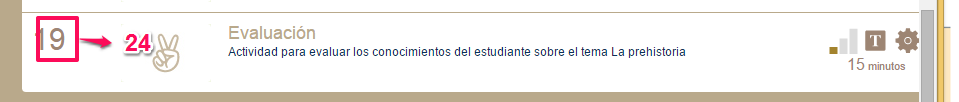 19 24
Evaluación
Actividad para evaluar los conocimientos del estudiante sobre el tema La prehistoria
T
15 minutos